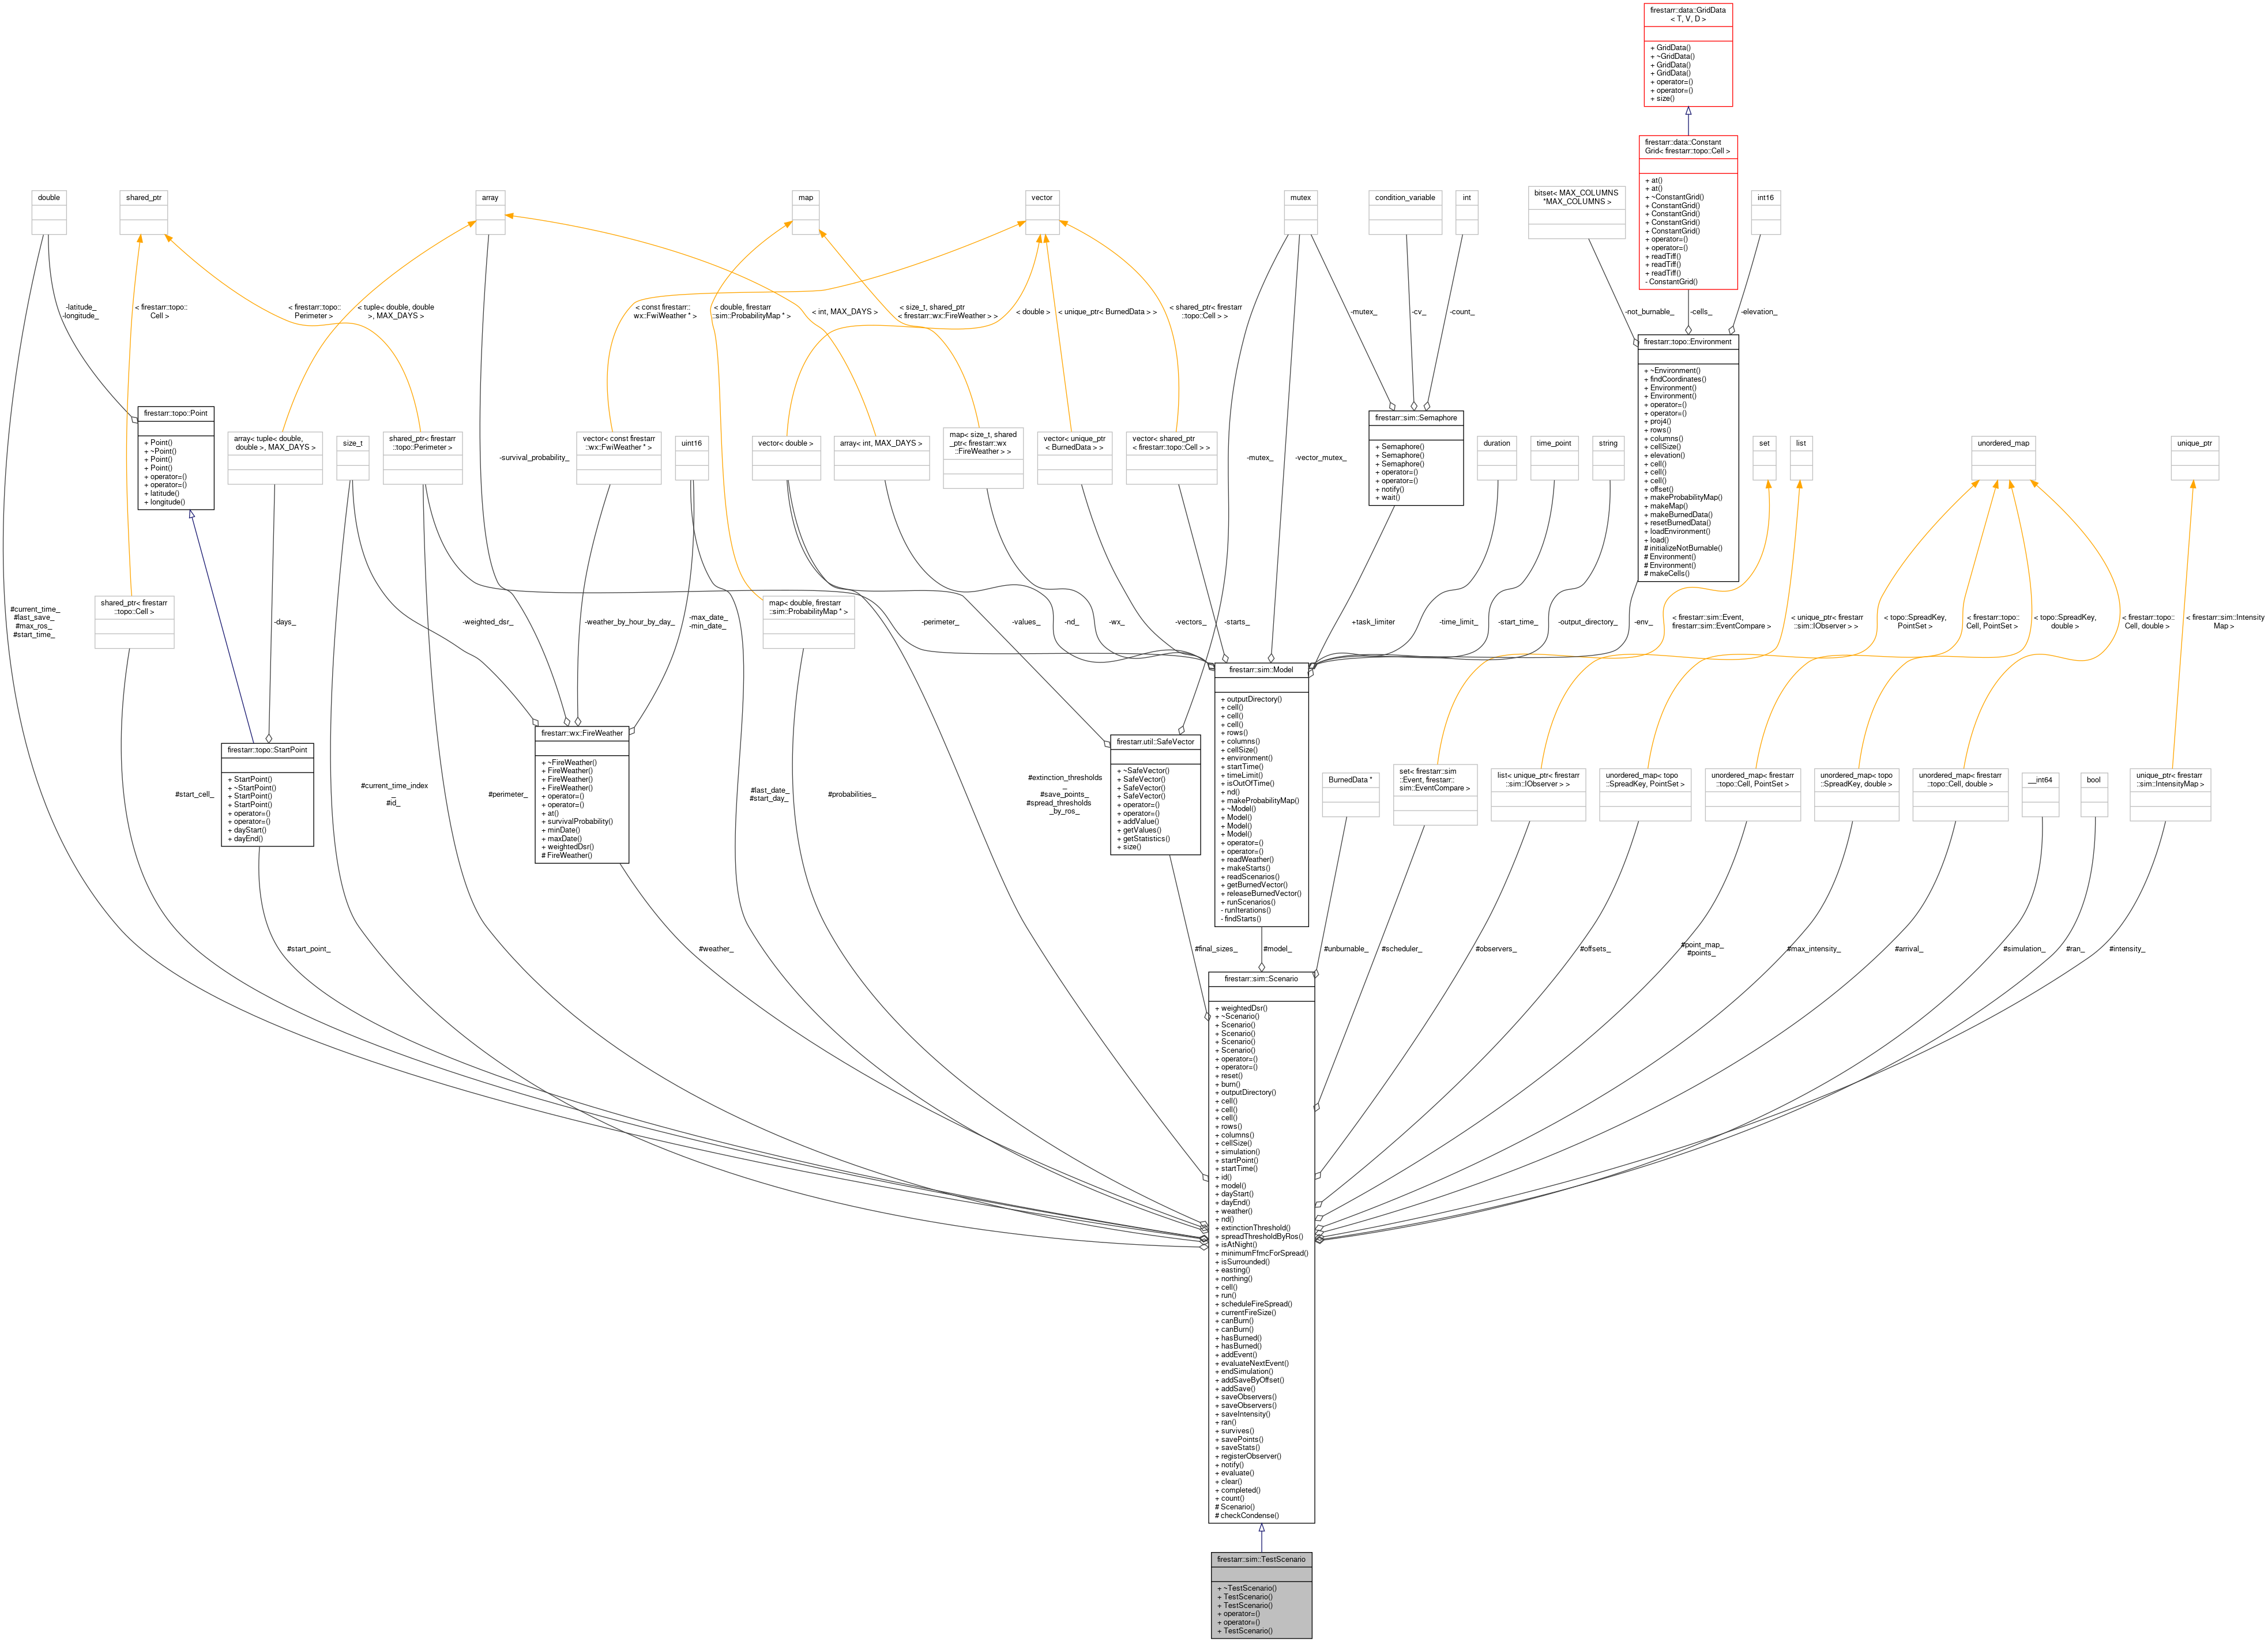 firestarr::data::GridData
< T, V, D >
+ GridData()
+ ~GridData()
+ GridData()
+ GridData()
+ operator=()
+ operator=()
+ size()
firestarr::data::Constant
Grid< firestarr::topo::Cell >
+ at()
+ at()
+ ~ConstantGrid()
+ ConstantGrid()
+ ConstantGrid()
+ ConstantGrid()
+ ConstantGrid()
+ operator=()
+ operator=()
+ readTiff()
+ readTiff()
+ readTiff()
- ConstantGrid()
double
shared_ptr
array
map
vector
mutex
condition_variable
int
bitset< MAX_COLUMNS
*MAX_COLUMNS >
int16
-latitude_
-longitude_
< firestarr::topo::
Cell >
< firestarr::topo::
Perimeter >
< tuple< double, double
>, MAX_DAYS >
< const firestarr::
wx::FwiWeather * >
< double, firestarr
::sim::ProbabilityMap * >
< int, MAX_DAYS >
< size_t, shared_ptr
< firestarr::wx::FireWeather > >
< double >
< unique_ptr< BurnedData > >
< shared_ptr< firestarr
::topo::Cell > >
-mutex_
-cv_
-count_
-not_burnable_
-cells_
-elevation_
firestarr::topo::Environment
+ ~Environment()
+ findCoordinates()
+ Environment()
+ Environment()
+ operator=()
+ operator=()
+ proj4()
+ rows()
+ columns()
+ cellSize()
+ elevation()
+ cell()
+ cell()
+ cell()
+ offset()
+ makeProbabilityMap()
+ makeMap()
+ makeBurnedData()
+ resetBurnedData()
+ loadEnvironment()
+ load()
# initializeNotBurnable()
# Environment()
# Environment()
# makeCells()
firestarr::topo::Point
+ Point()
+ ~Point()
+ Point()
+ Point()
+ operator=()
+ operator=()
+ latitude()
+ longitude()
array< tuple< double,
double >, MAX_DAYS >
size_t
shared_ptr< firestarr
::topo::Perimeter >
-survival_probability_
vector< const firestarr
::wx::FwiWeather * >
uint16
vector< double >
array< int, MAX_DAYS >
map< size_t, shared
_ptr< firestarr::wx
::FireWeather > >
vector< unique_ptr
< BurnedData > >
vector< shared_ptr
< firestarr::topo::Cell > >
-mutex_
-vector_mutex_
firestarr::sim::Semaphore
+ Semaphore()
+ Semaphore()
+ Semaphore()
+ operator=()
+ operator=()
+ notify()
+ wait()
duration
time_point
string
set
list
unordered_map
unique_ptr
#current_time_
#last_save_
#max_ros_
#start_time_
shared_ptr< firestarr
::topo::Cell >
-days_
-weighted_dsr_
-weather_by_hour_by_day_
-max_date_
-min_date_
map< double, firestarr
::sim::ProbabilityMap * >
-perimeter_
-values_
-nd_
-wx_
-vectors_
-starts_
+task_limiter
-time_limit_
-start_time_
-output_directory_
-env_
< firestarr::sim::Event,
firestarr::sim::EventCompare >
< unique_ptr< firestarr
::sim::IObserver > >
< topo::SpreadKey,
PointSet >
< firestarr::topo::
Cell, PointSet >
< topo::SpreadKey,
double >
< firestarr::topo::
Cell, double >
< firestarr::sim::Intensity
Map >
firestarr::sim::Model
+ outputDirectory()
+ cell()
+ cell()
+ cell()
+ rows()
+ columns()
+ cellSize()
+ environment()
+ startTime()
+ timeLimit()
+ isOutOfTime()
+ nd()
+ makeProbabilityMap()
+ ~Model()
+ Model()
+ Model()
+ Model()
+ operator=()
+ operator=()
+ readWeather()
+ makeStarts()
+ readScenarios()
+ getBurnedVector()
+ releaseBurnedVector()
+ runScenarios()
- runIterations()
- findStarts()
#start_cell_
firestarr::topo::StartPoint
+ StartPoint()
+ ~StartPoint()
+ StartPoint()
+ StartPoint()
+ operator=()
+ operator=()
+ dayStart()
+ dayEnd()
#current_time_index
_
#id_
#perimeter_
firestarr::wx::FireWeather
+ ~FireWeather()
+ FireWeather()
+ FireWeather()
+ FireWeather()
+ operator=()
+ operator=()
+ at()
+ survivalProbability()
+ minDate()
+ maxDate()
+ weightedDsr()
# FireWeather()
#last_date_
#start_day_
#probabilities_
#extinction_thresholds
_
#save_points_
#spread_thresholds
_by_ros_
firestarr.util::SafeVector
+ ~SafeVector()
+ SafeVector()
+ SafeVector()
+ SafeVector()
+ operator=()
+ operator=()
+ addValue()
+ getValues()
+ getStatistics()
+ size()
BurnedData *
set< firestarr::sim
::Event, firestarr::
sim::EventCompare >
list< unique_ptr< firestarr
::sim::IObserver > >
unordered_map< topo
::SpreadKey, PointSet >
unordered_map< firestarr
::topo::Cell, PointSet >
unordered_map< topo
::SpreadKey, double >
unordered_map< firestarr
::topo::Cell, double >
__int64
bool
unique_ptr< firestarr
::sim::IntensityMap >
#start_point_
#weather_
#final_sizes_
#model_
#unburnable_
#scheduler_
#observers_
#offsets_
#point_map_
#points_
#max_intensity_
#arrival_
#simulation_
#ran_
#intensity_
firestarr::sim::Scenario
+ weightedDsr()
+ ~Scenario()
+ Scenario()
+ Scenario()
+ Scenario()
+ Scenario()
+ operator=()
+ operator=()
+ reset()
+ burn()
+ outputDirectory()
+ cell()
+ cell()
+ cell()
+ rows()
+ columns()
+ cellSize()
+ simulation()
+ startPoint()
+ startTime()
+ id()
+ model()
+ dayStart()
+ dayEnd()
+ weather()
+ nd()
+ extinctionThreshold()
+ spreadThresholdByRos()
+ isAtNight()
+ minimumFfmcForSpread()
+ isSurrounded()
+ easting()
+ northing()
+ cell()
+ run()
+ scheduleFireSpread()
+ currentFireSize()
+ canBurn()
+ canBurn()
+ hasBurned()
+ hasBurned()
+ addEvent()
+ evaluateNextEvent()
+ endSimulation()
+ addSaveByOffset()
+ addSave()
+ saveObservers()
+ saveObservers()
+ saveIntensity()
+ ran()
+ survives()
+ savePoints()
+ saveStats()
+ registerObserver()
+ notify()
+ evaluate()
+ clear()
+ completed()
+ count()
# Scenario()
# checkCondense()
firestarr::sim::TestScenario
+ ~TestScenario()
+ TestScenario()
+ TestScenario()
+ operator=()
+ operator=()
+ TestScenario()